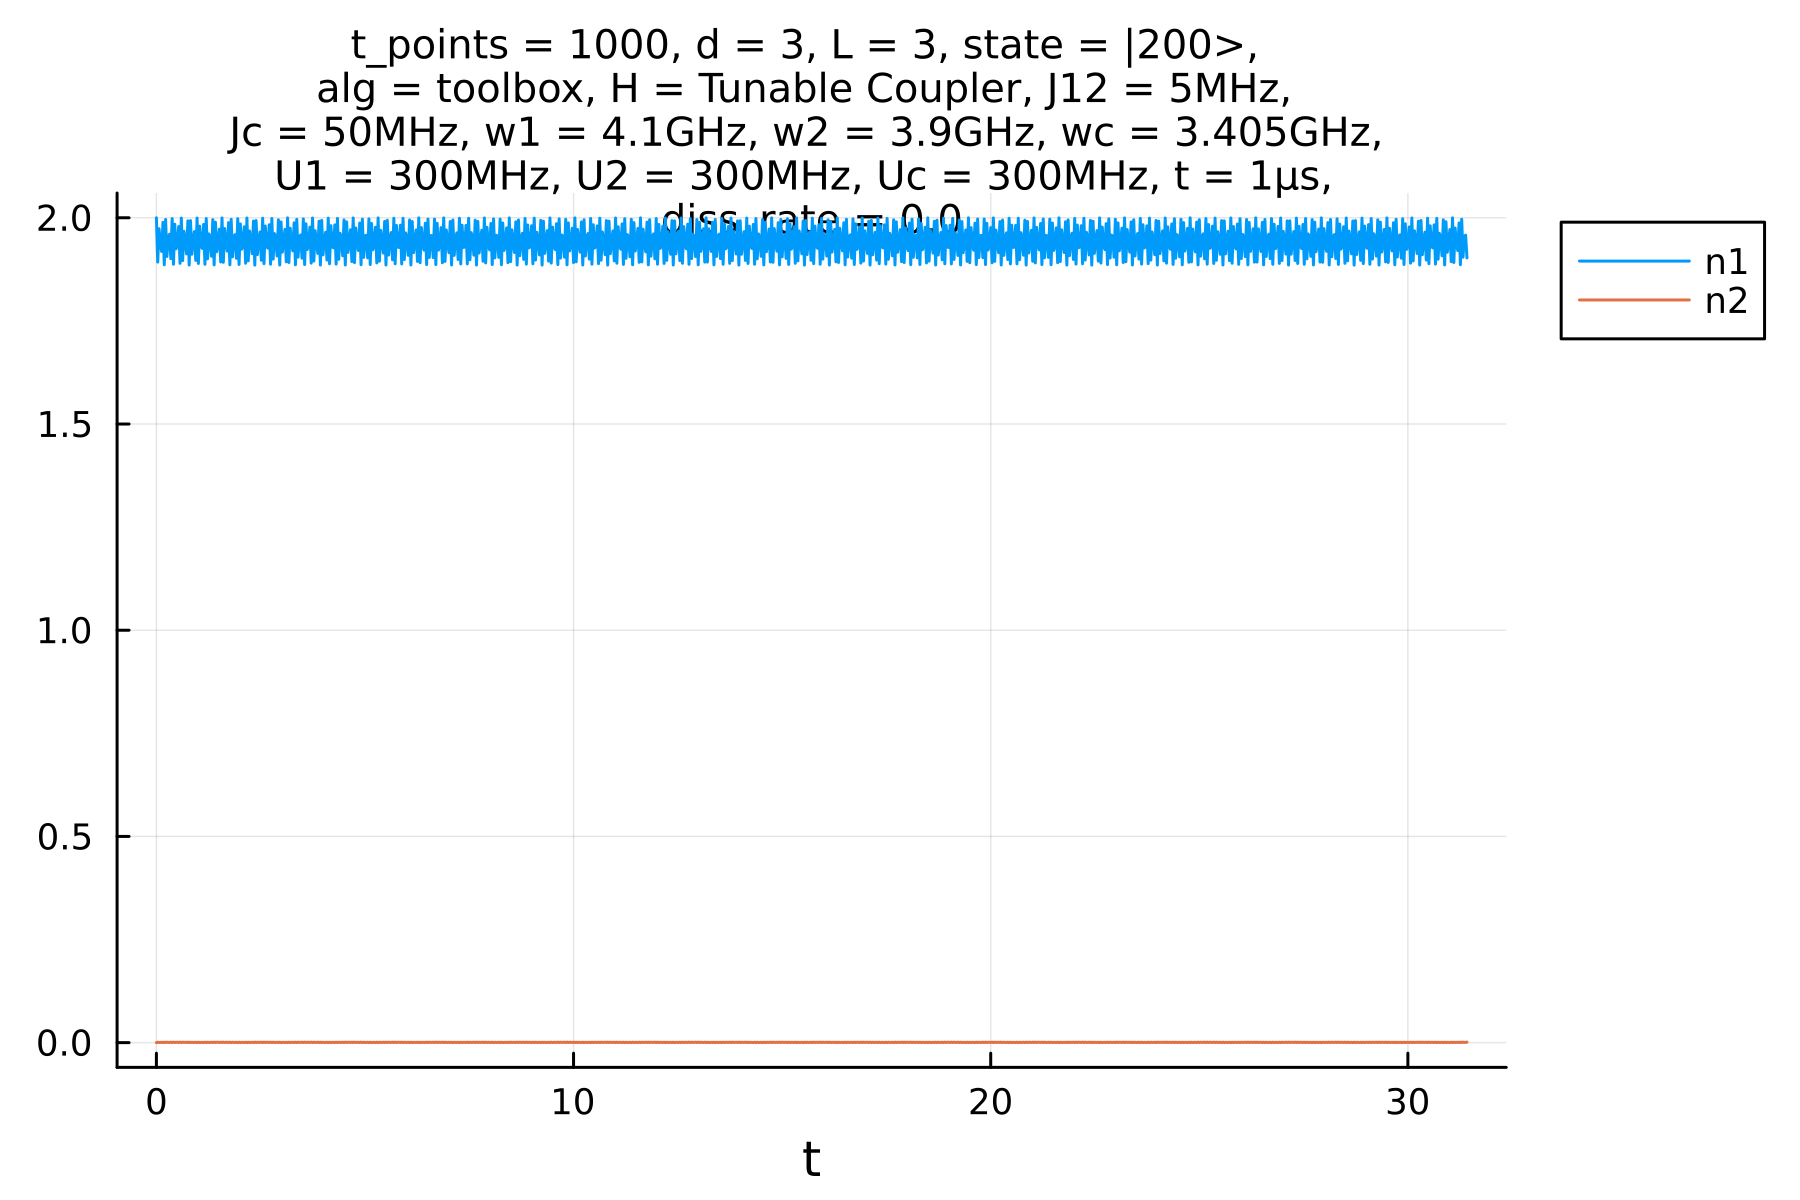 t_points = 1000, d = 3, L = 3, state = |200>,
alg = toolbox, H = Tunable Coupler, J12 = 5MHz,
Jc = 50MHz, w1 = 4.1GHz, w2 = 3.9GHz, wc = 3.405GHz,
U1 = 300MHz, U2 = 300MHz, Uc = 300MHz, t = 1μs,
diss_rate = 0.0
2.0
1.5
1.0
0.5
0.0
0 10 20 30
t
n1
n2